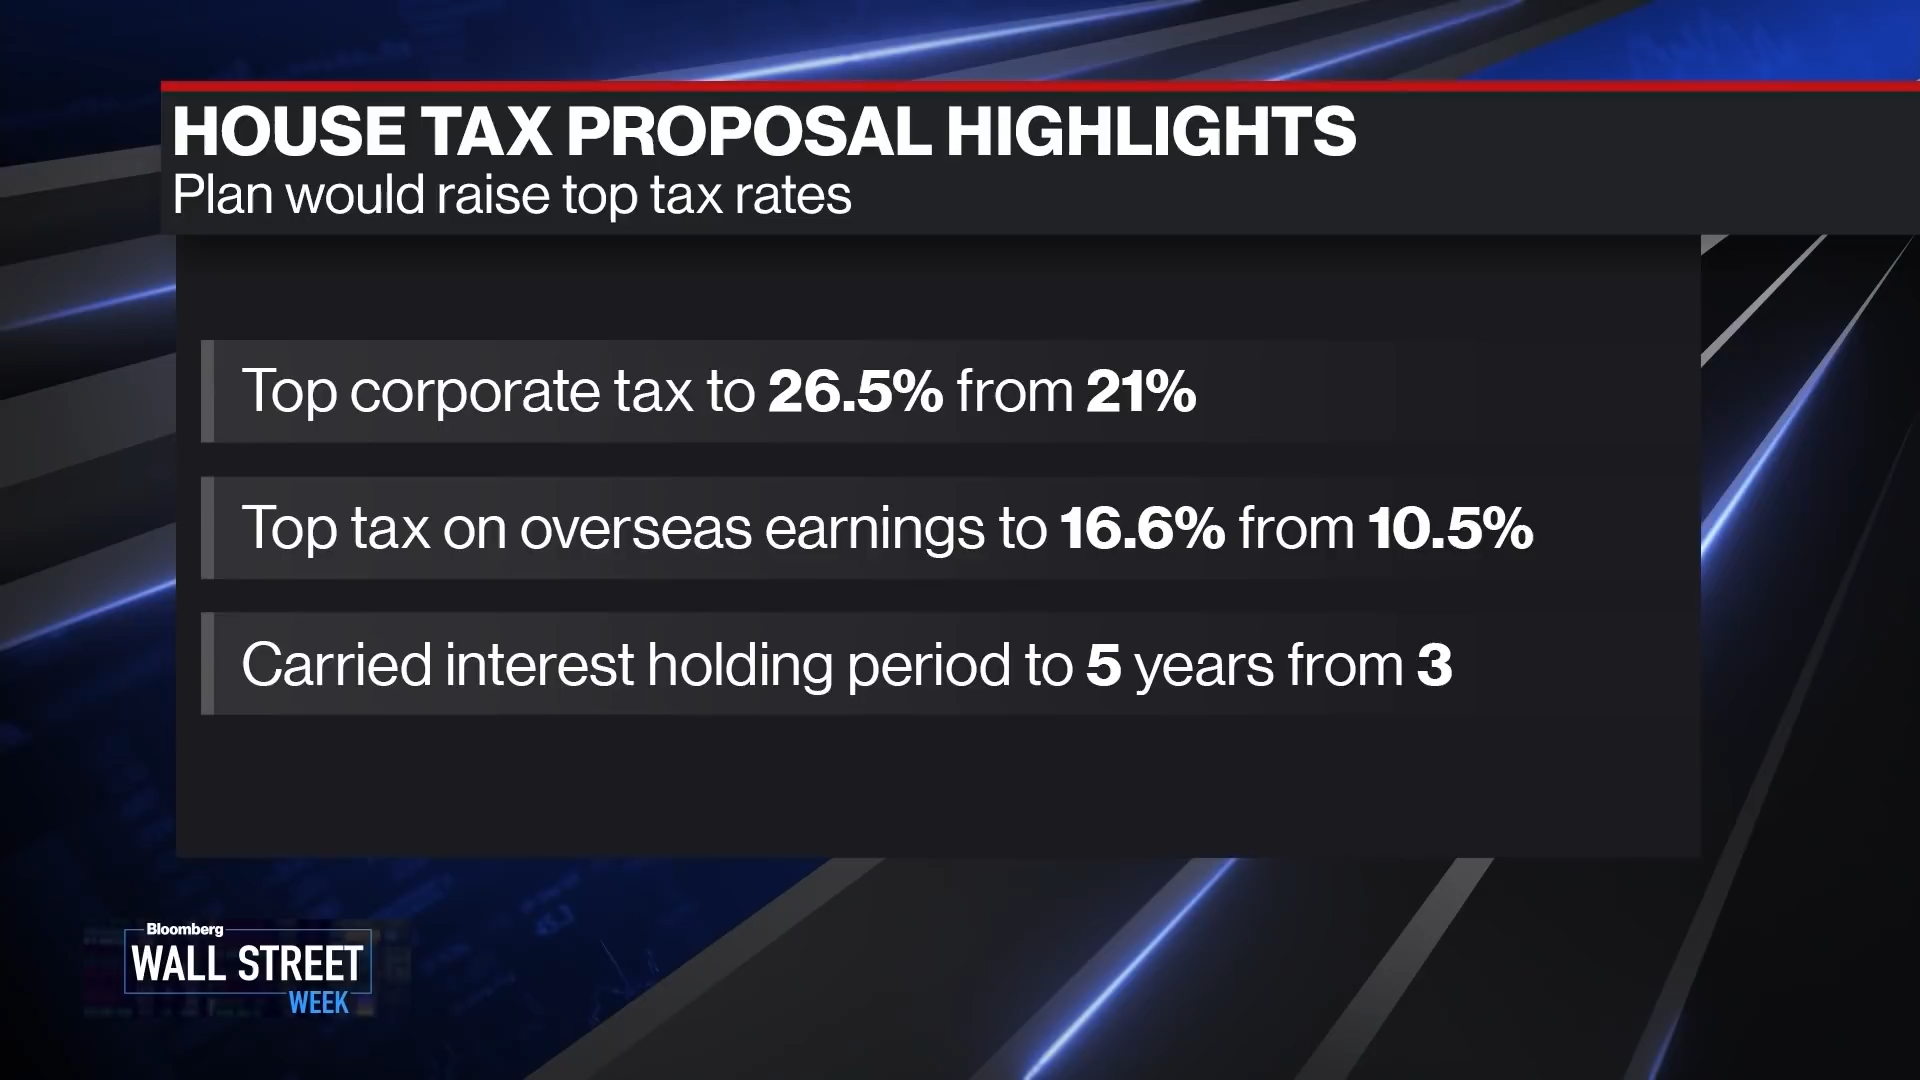 HOUSE TAX PROPOSAL HIGHLIGHTS
Plan would raise top tax rates
Top corporate tax to 26.5% from 21%
Top tax on overseas earnings to 16.6% from 10.5%
Carried interest holding period to 5 years from 3
Bloomberg
WALL STREET
WEEK